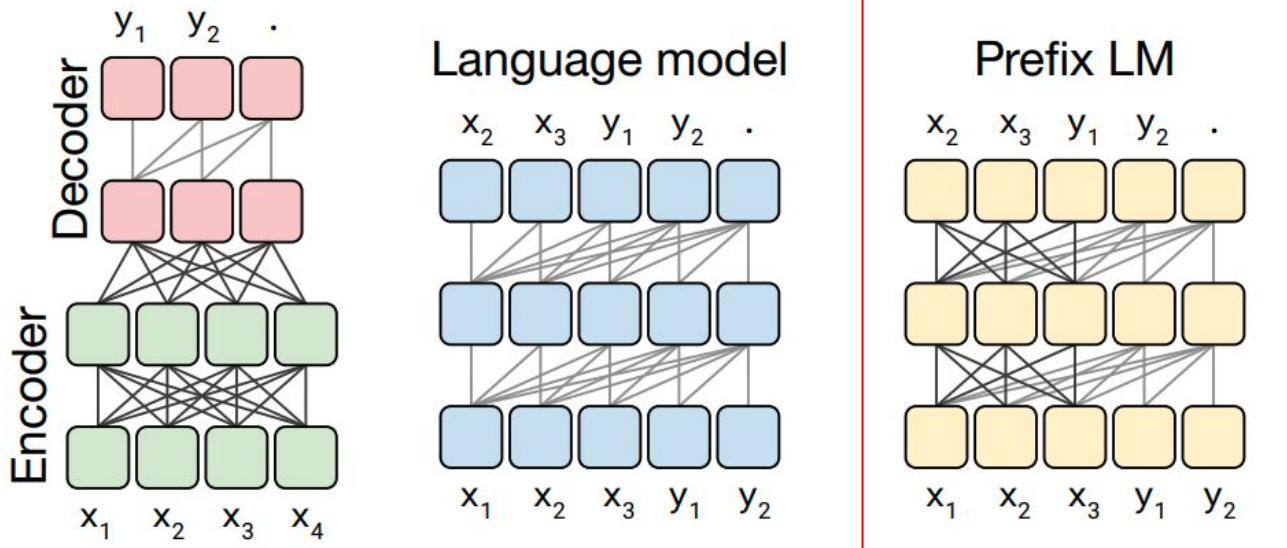 y₁ y₂ .
Decoder
Encoder
x₁ x₂ x₃ x₄
Language model
x₂ x₃ y₁ y₂ .
x₁ x₂ x₃ y₁ y₂
Prefix LM
x₂ x₃ y₁ y₂ .
x₁ x₂ x₃ y₁ y₂